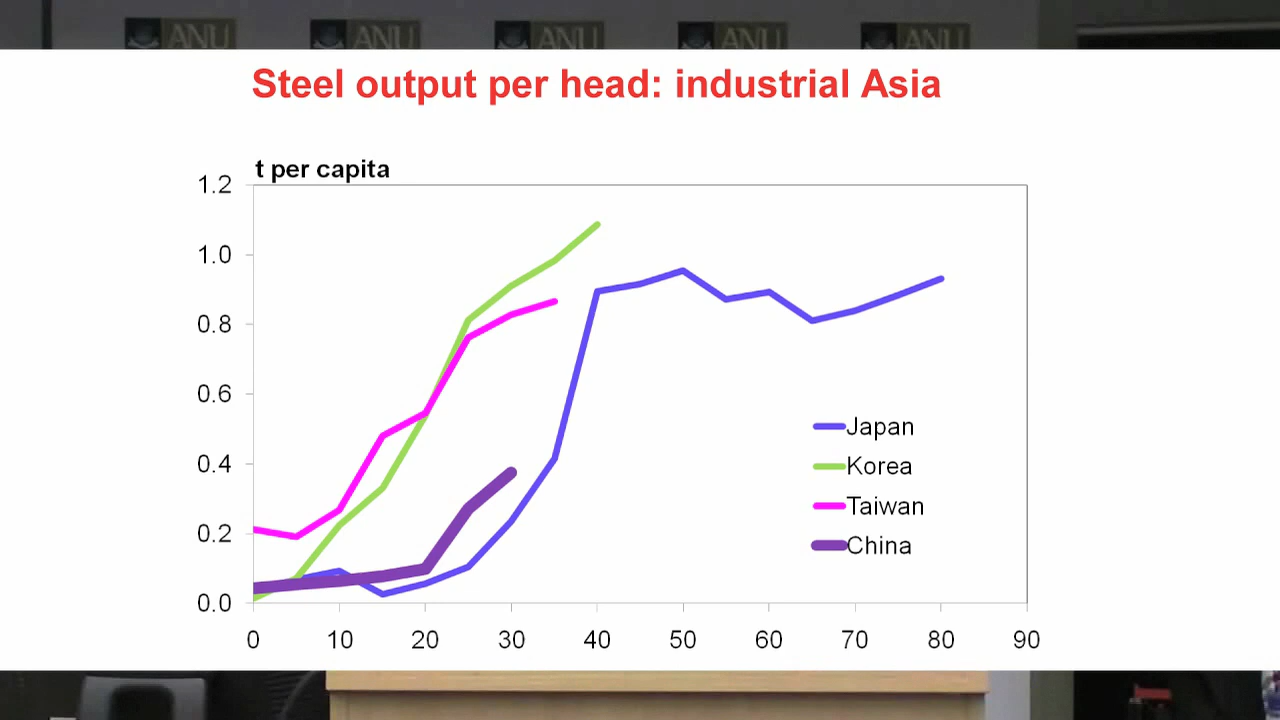 ANU ANU ANU ANU ANU
Steel output per head: industrial Asia
t per capita
1.2
1.0
0.8
0.6
0.4
0.2
0.0
0 10 20 30 40 50 60 70 80 90
Japan
Korea
Taiwan
China